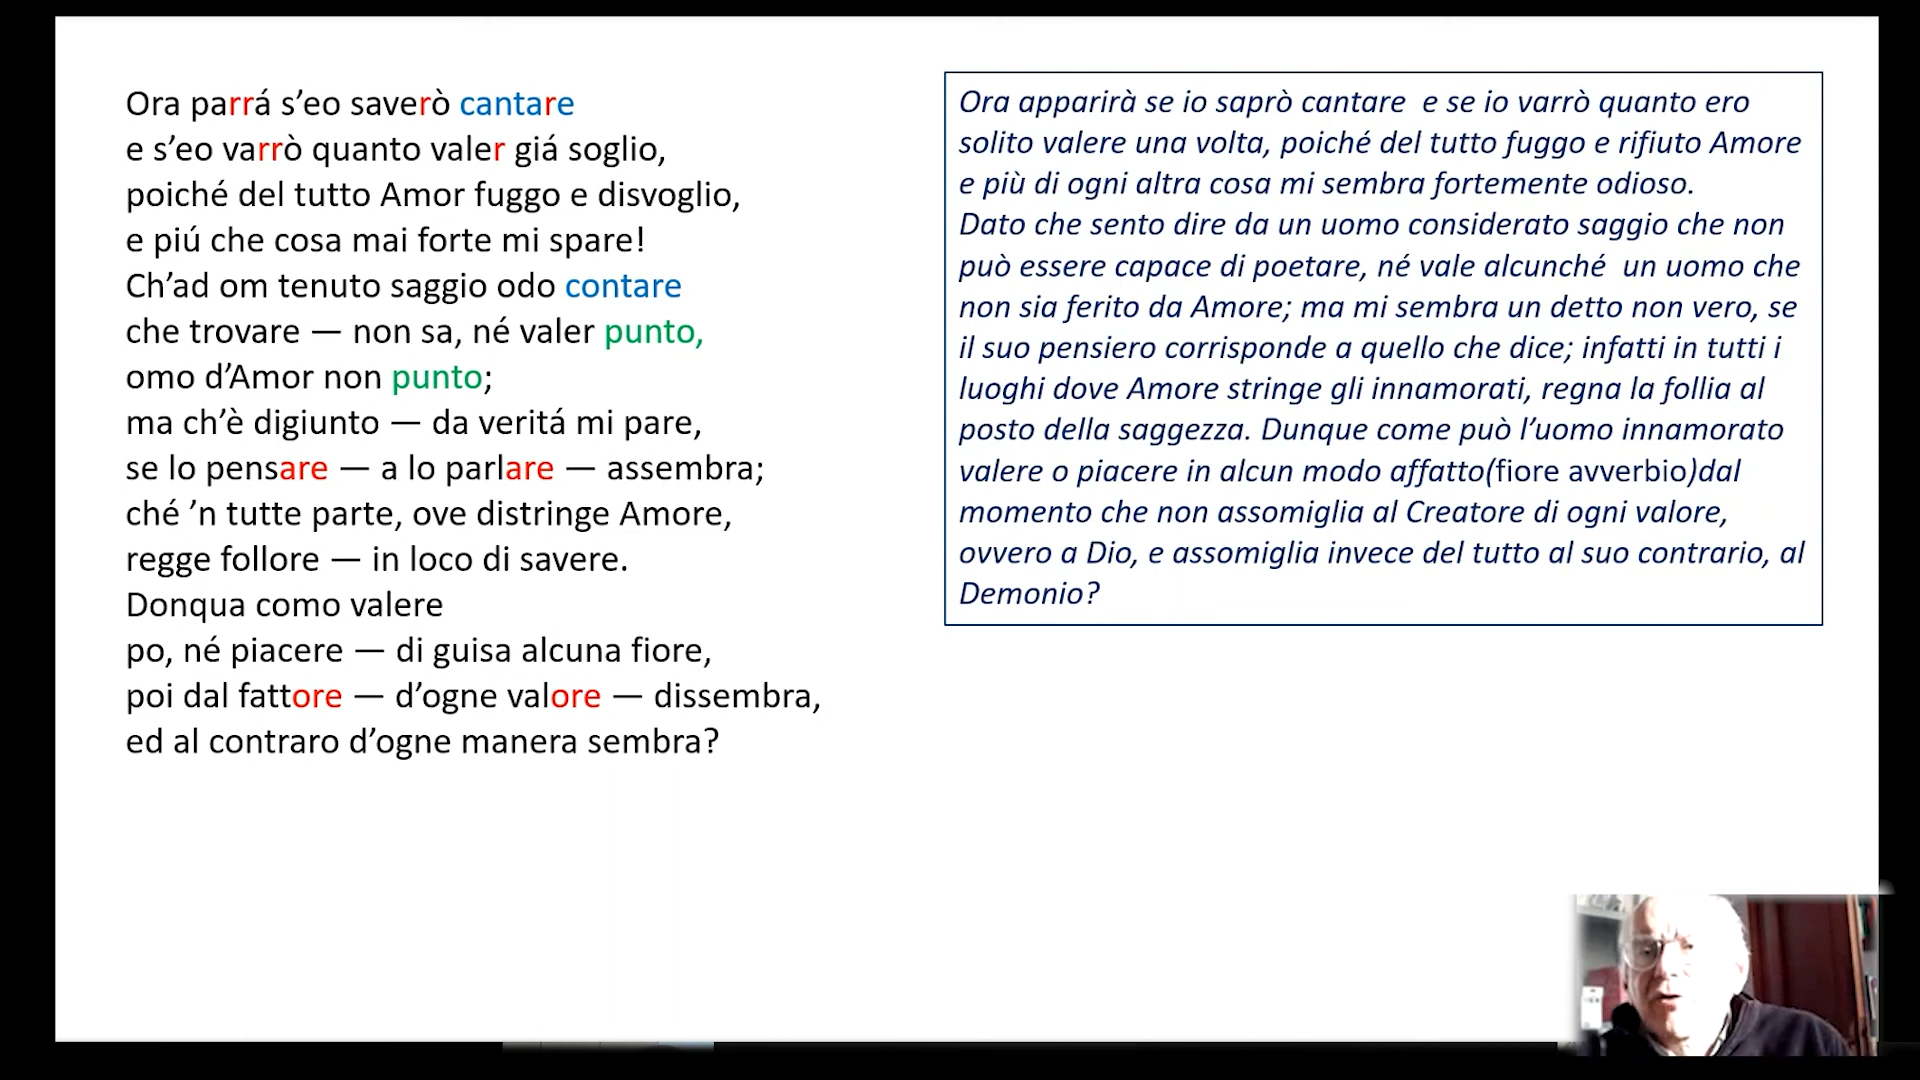 Ora parrá s’eo saverò cantare
e s’eo varrò quanto valer giá soglio,
poiché del tutto Amor fuggo e disvoglio,
e piú che cosa mai forte mi spare!
Ch’ad om tenuto saggio odo contare
che trovare — non sa, né valer punto,
omo d’Amor non punto;
ma ch’è digiunto — da veritá mi pare,
se lo pensare — a lo parlare — assembra;
ché ’n tutte parte, ove distringe Amore,
regge follore — in loco di savere.
Donqua como valere
po, né piacere — di guisa alcuna fiore,
poi dal fattore — d’ogne valore — dissembra,
ed al contraro d’ogne manera sembra?
Ora apparirà se io saprò cantare  e se io varrò quanto ero
solito valere una volta, poiché del tutto fuggo e rifiuto Amore
e più di ogni altra cosa mi sembra fortemente odioso.
Dato che sento dire da un uomo considerato saggio che non
può essere capace di poetare, né vale alcunché  un uomo che
non sia ferito da Amore; ma mi sembra un detto non vero, se
il suo pensiero corrisponde a quello che dice; infatti in tutti i
luoghi dove Amore stringe gli innamorati, regna la follia al
posto della saggezza. Dunque come può l’uomo innamorato
valere o piacere in alcun modo affatto(fiore avverbio)dal
momento che non assomiglia al Creatore di ogni valore,
ovvero a Dio, e assomiglia invece del tutto al suo contrario, al
Demonio?